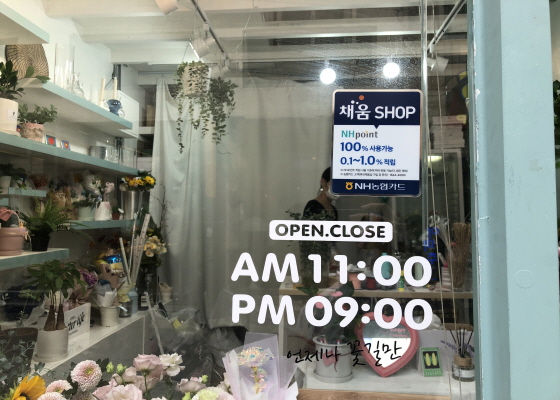 채움 SHOP
NHpoint
100% 사용가능
0.1~1.0% 적립
NH농협카드
OPEN.CLOSE
AM 11:00
PM 09:00
언제나 꽃길만